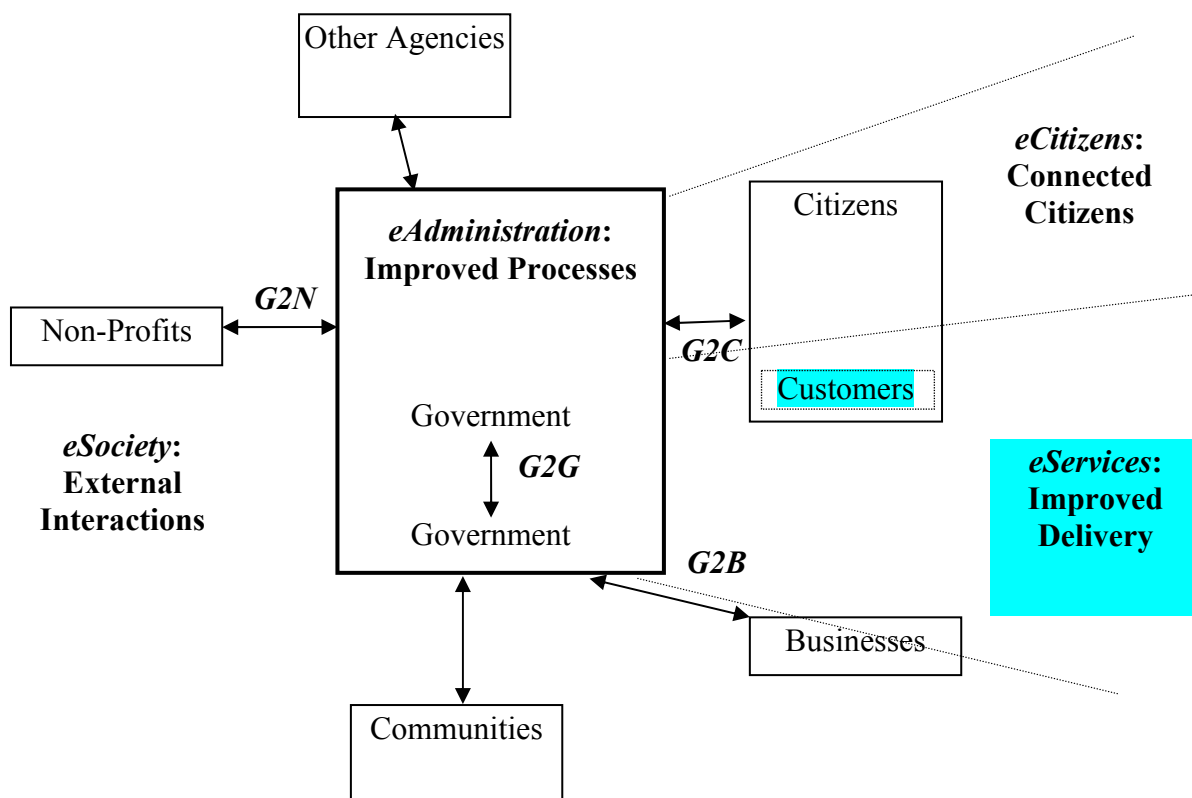 Other Agencies
eCitizens:
Connected
Citizens
Citizens
eAdministration:
Improved Processes
G2N
Non-Profits
G2C
Customers
Government
G2G
Government
eSociety:
External
Interactions
eServices:
Improved
Delivery
G2B
Businesses
Communities